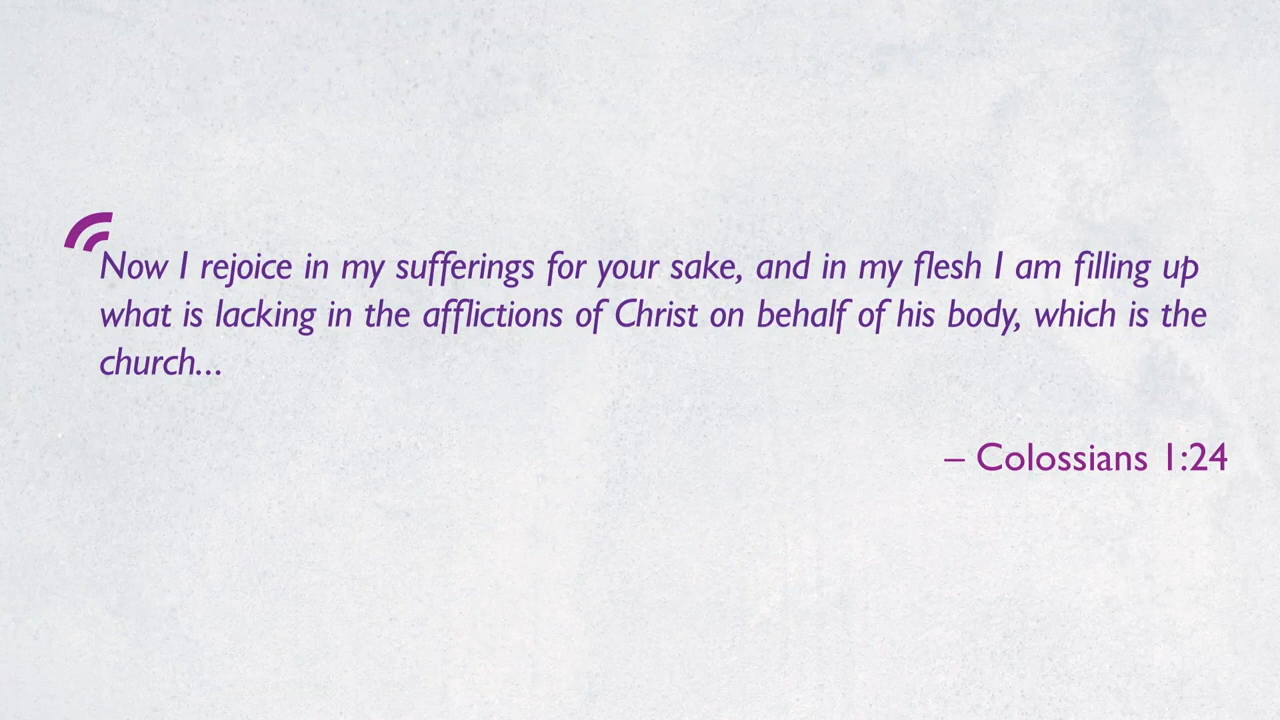 Now I rejoice in my sufferings for your sake, and in my flesh I am filling up
what is lacking in the afflictions of Christ on behalf of his body, which is the
church...
– Colossians 1:24